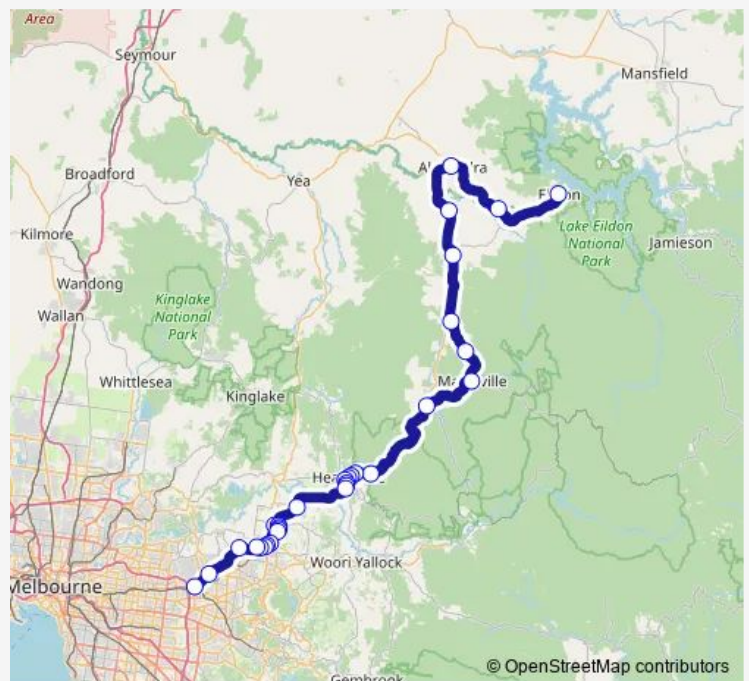 Area
Seymour
Mansfield
Broadford
Yea
Kilmore
Lake Eildon
National
Park
Jamieson
Wandong
Kinglake
National
Park
Wallan
Whittlesea
Kinglake
Woori Yallock
Melbourne
© OpenStreetMap contributors